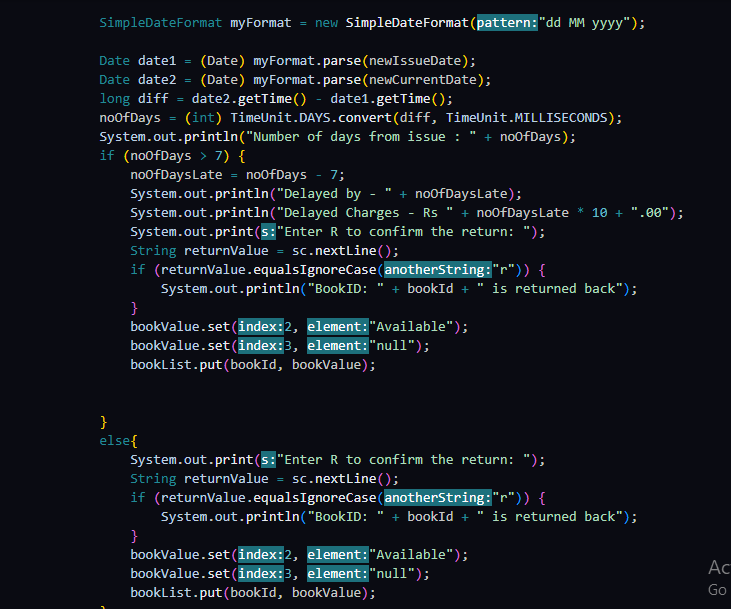 SimpleDateFormat myFormat = new SimpleDateFormat(pattern:"dd MM yyyy");
Date date1 = (Date) myFormat.parse(newIssueDate);
Date date2 = (Date) myFormat.parse(newCurrentDate);
long diff = date2.getTime() - date1.getTime();
noOfDays = (int) TimeUnit.DAYS.convert(diff, TimeUnit.MILLISECONDS);
System.out.println("Number of days from issue : " + noOfDays);
if (noOfDays > 7) {
noOfDaysLate = noOfDays - 7;
System.out.println("Delayed by - " + noOfDaysLate);
System.out.println("Delayed Charges - Rs " + noOfDaysLate * 10 + ".00");
System.out.print(s:"Enter R to confirm the return: ");
String returnValue = sc.nextLine();
if (returnValue.equalsIgnoreCase(anotherString:"r")) {
System.out.println("BookID: " + bookId + " is returned back");
}
bookValue.set(index:2, element:"Available");
bookValue.set(index:3, element:"null");
bookList.put(bookId, bookValue);
}
else{
System.out.print(s:"Enter R to confirm the return: ");
String returnValue = sc.nextLine();
if (returnValue.equalsIgnoreCase(anotherString:"r")) {
System.out.println("BookID: " + bookId + " is returned back");
}
bookValue.set(index:2, element:"Available");
bookValue.set(index:3, element:"null");
bookList.put(bookId, bookValue);
}
Ac
Go